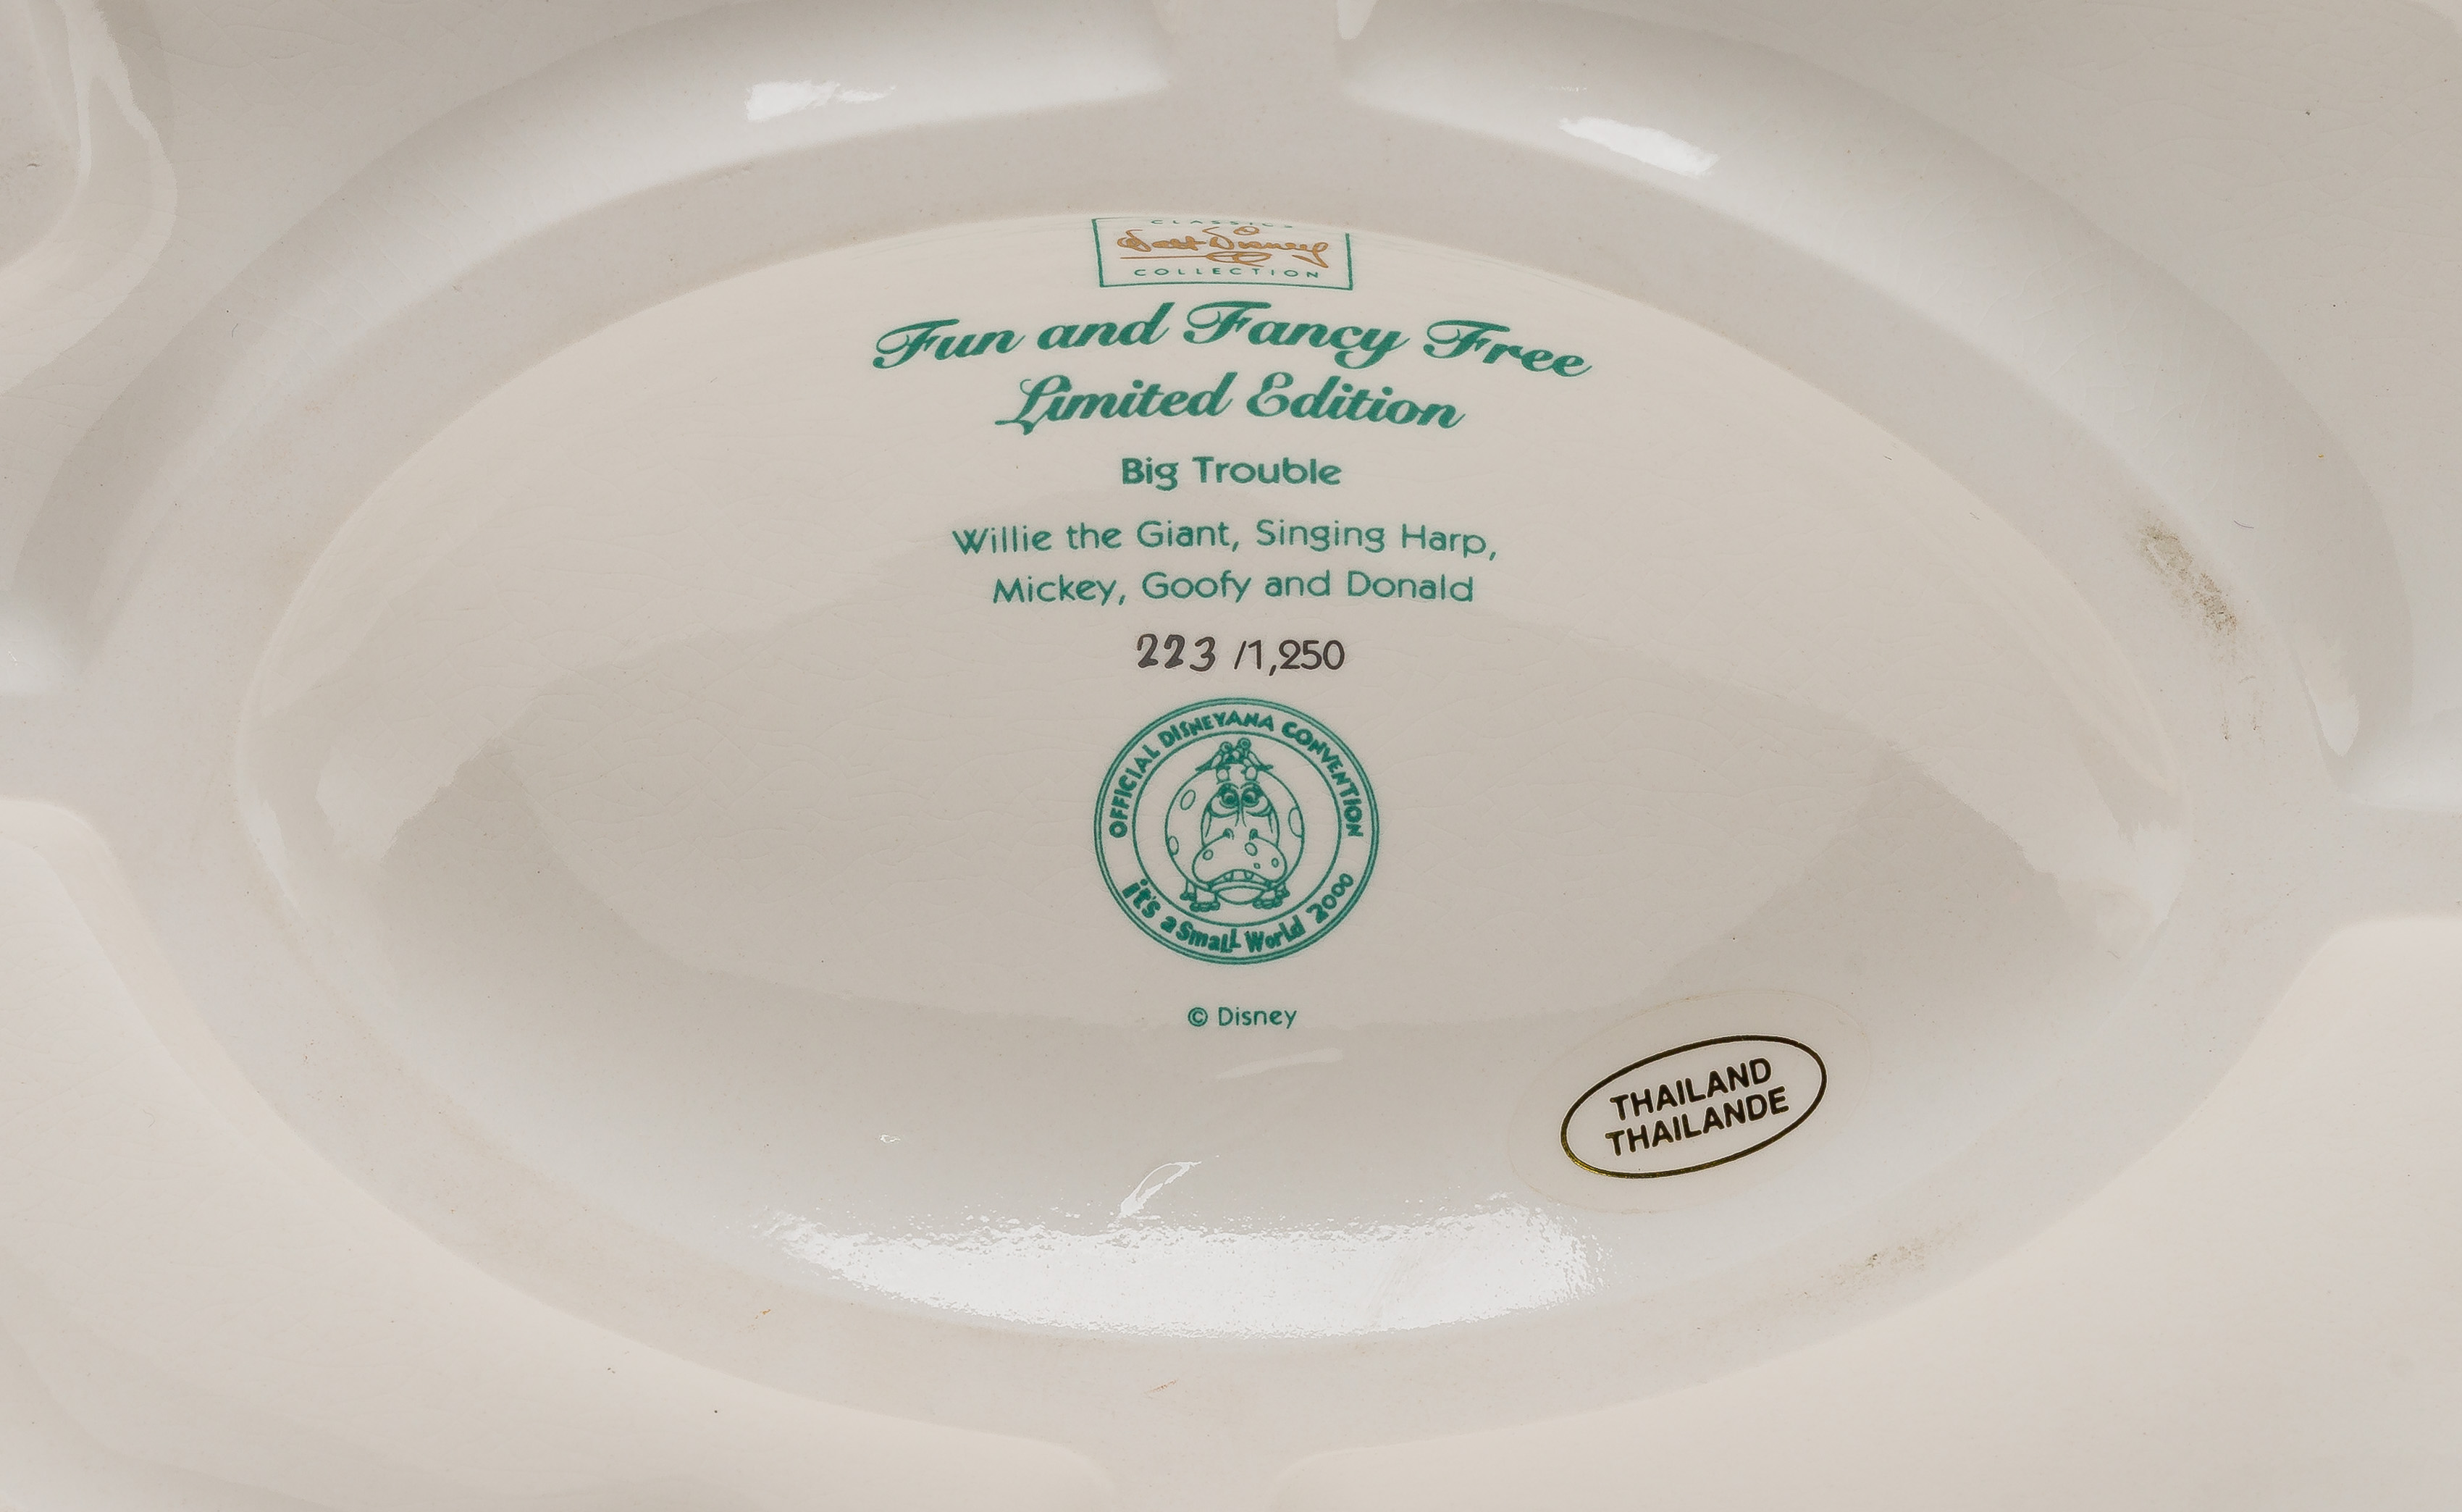 CLASSICS
Walt Disney
COLLECTION
Fun and Fancy Free
Limited Edition
Big Trouble
Willie the Giant, Singing Harp,
Mickey, Goofy and Donald
223 /1,250
OFFICIAL DISNEYANA CONVENTION
it's a Small World 2000
© Disney
THAILAND
THAILANDE